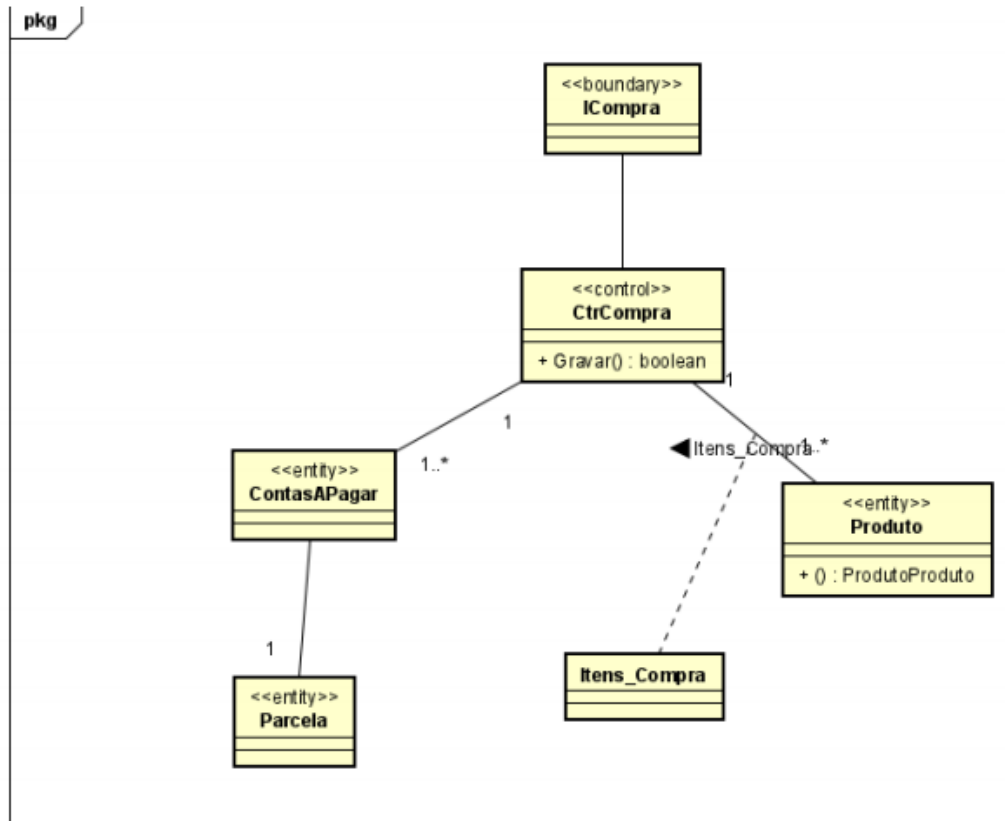 pkg
<<boundary>>
ICompra
<<control>>
CtrCompra
+ Gravar() : boolean
1
1
1..*
Itens_Compra
1..*
<<entity>>
ContasAPagar
<<entity>>
Produto
+ () : ProdutoProduto
1
<<entity>>
Parcela
Itens_Compra